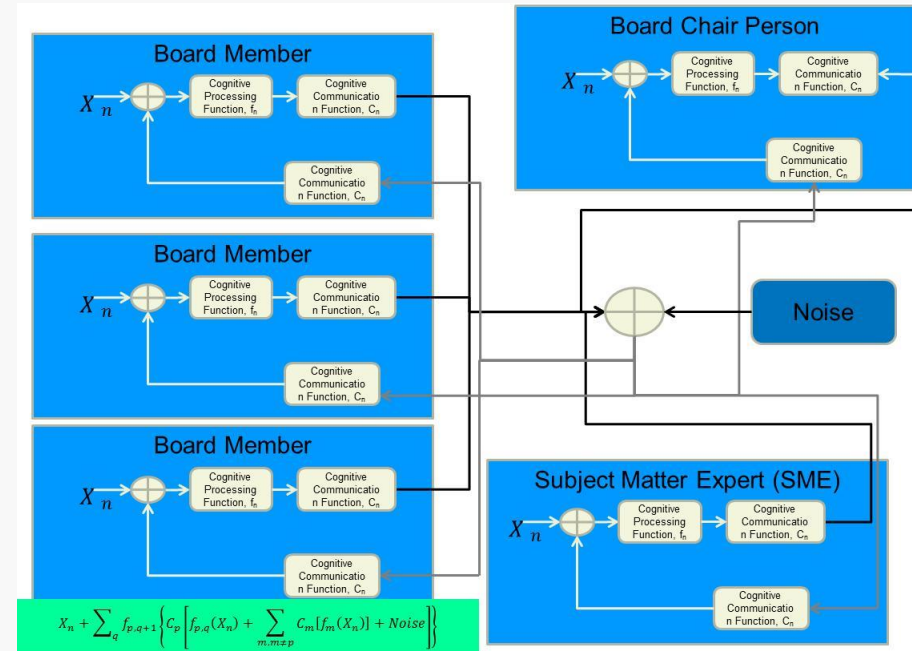 Board Member
X n
Cognitive
Processing
Function, fn
Cognitive
Communicatio
n Function, Cn
Cognitive
Communicatio
n Function, Cn
Board Chair Person
X n
Cognitive
Processing
Function, fn
Cognitive
Communicatio
n Function, Cn
Cognitive
Communicatio
n Function, Cn
Board Member
X n
Cognitive
Processing
Function, fn
Cognitive
Communicatio
n Function, Cn
Cognitive
Communicatio
n Function, Cn
Noise
Board Member
X n
Cognitive
Processing
Function, fn
Cognitive
Communicatio
n Function, Cn
Cognitive
Communicatio
n Function, Cn
Subject Matter Expert (SME)
X n
Cognitive
Processing
Function, fn
Cognitive
Communicatio
n Function, Cn
Cognitive
Communicatio
n Function, Cn
Xn + ∑q fp,q+1{Cp[fp,q(Xn) + ∑m,m≠p Cm[fm(Xn)] + Noise]}